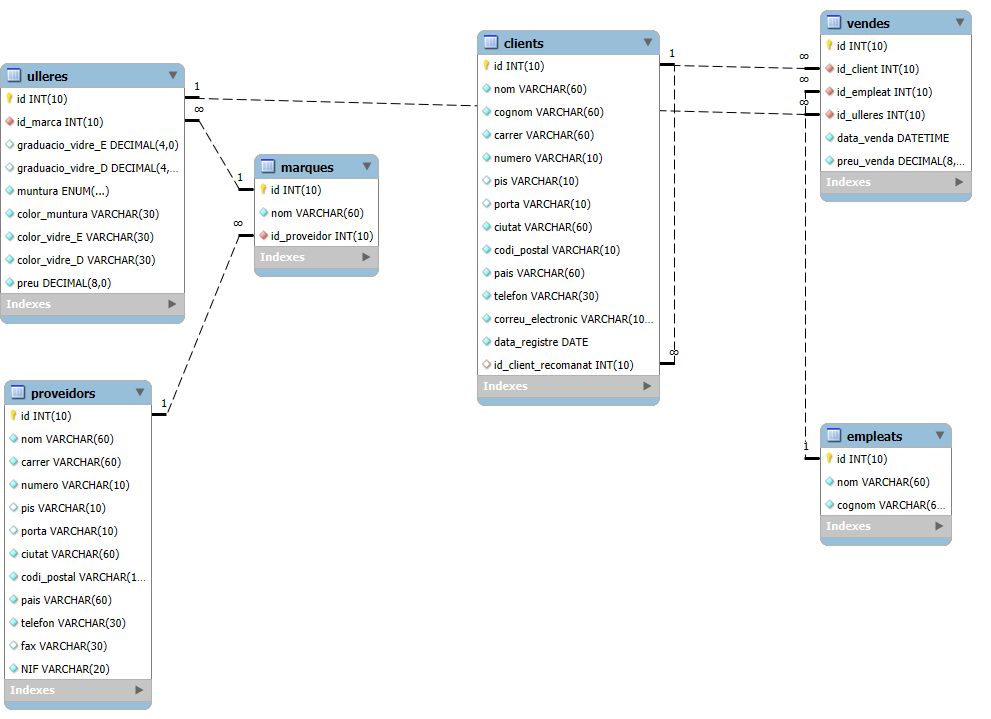 ulleres
id INT(10)
id_marca INT(10)
graduacio_vidre_E DECIMAL(4,0)
graduacio_vidre_D DECIMAL(4,...
muntura ENUM(...)
color_muntura VARCHAR(30)
color_vidre_E VARCHAR(30)
color_vidre_D VARCHAR(30)
preu DECIMAL(8,0)
Indexes
1
∞
marques
id INT(10)
nom VARCHAR(60)
id_proveidor INT(10)
Indexes
1
∞
proveidors
id INT(10)
nom VARCHAR(60)
carrer VARCHAR(60)
numero VARCHAR(10)
pis VARCHAR(10)
porta VARCHAR(10)
ciutat VARCHAR(60)
codi_postal VARCHAR(1...
pais VARCHAR(60)
telefon VARCHAR(30)
fax VARCHAR(30)
NIF VARCHAR(20)
Indexes
1
clients
id INT(10)
nom VARCHAR(60)
cognom VARCHAR(60)
carrer VARCHAR(60)
numero VARCHAR(10)
pis VARCHAR(10)
porta VARCHAR(10)
ciutat VARCHAR(60)
codi_postal VARCHAR(10)
pais VARCHAR(60)
telefon VARCHAR(30)
correu_electronic VARCHAR(10...
data_registre DATE
id_client_recomanat INT(10)
Indexes
1
∞
vendes
id INT(10)
id_client INT(10)
id_empleat INT(10)
id_ulleres INT(10)
data_venda DATETIME
preu_venda DECIMAL(8,...
Indexes
∞
∞
∞
empleats
id INT(10)
nom VARCHAR(60)
cognom VARCHAR(6...
Indexes
1